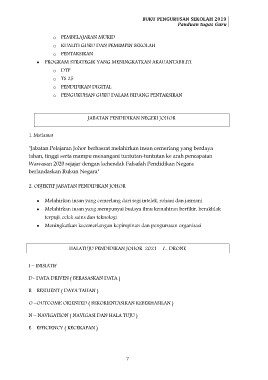 BUKU PENGURUSAN SEKOLAH 2019
Panduan tugas Guru
o PEMBELAJARAN MURID
o KUALITI GURU DAN PEMIMPIN SEKOLAH
o PENTAKSIRAN
• PROGRAM STRATEGIK YANG MENINGKATKAN AKAUNTABILITI
o DTP
o TS 25
o PENDIDIKAN DIGITAL
o PENGUKUHAN GURU DALAM BIDANG PENTAKSIRAN
JABATAN PENDIDIKAN NEGERI JOHOR
1. Matlamat
"Jabatan Pelajaran Johor berhasrat melahirkan insan cemerlang yang berdaya
tahan, tinggi serta mampu menangani tuntutan-tuntutan ke arah pencapaian
Wawasan 2020 sejajar dengan kehendak Falsafah Pendidikan Negara
berlandaskan Rukun Negara"
2. OBJEKTIF JABATAN PENDIDIKAN JOHOR
• Melahirkan insan yang cemerlang dari segi intelek, rohani dan jasmani
• Melahirkan insan yang mempunyai budaya ilmu kemahiran berfikir, berakhlak
terpuji, celik sains dan teknologi
• Meningkatkan kecemerlangan kepimpinan dan pengurusan organisasi
HALATUJU PENDIDIKAN JOHOR 2021 : I - DRONE
I – INISIATIF
D - DATA DRIVEN ( BERASASKAN DATA )
R – RESILIENT ( DAYA TAHAN )
O – OUTCOME ORIENTED ( BERORIENTASIKAN KEBERHASILAN )
N – NAVIGATION ( NAVIGASI DAN HALA TUJU )
E – EFFICIENCY ( KECEKAPAN )
7